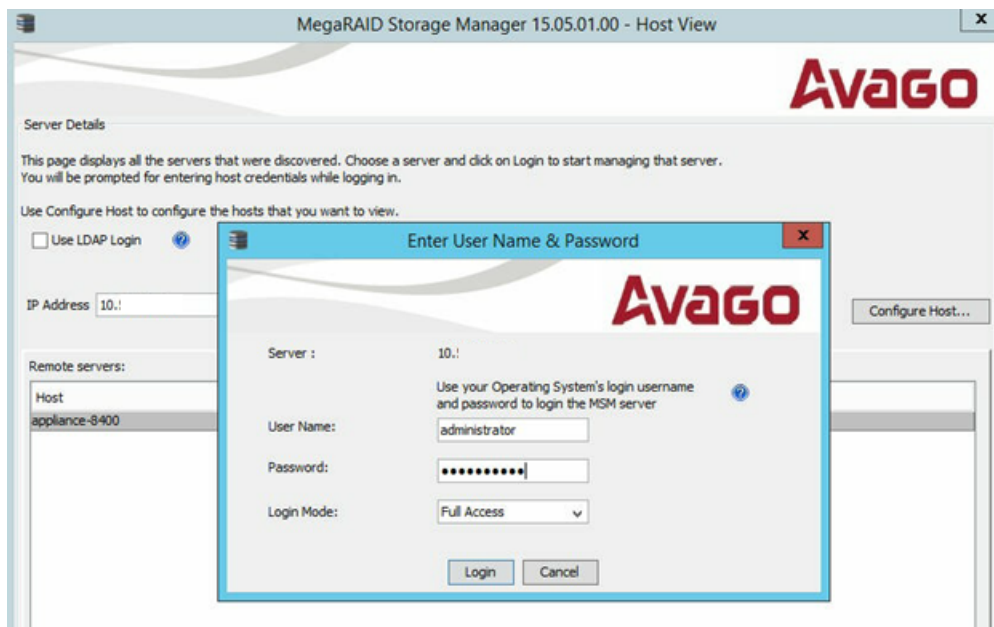 MegaRAID Storage Manager 15.05.01.00 - Host View
x
AVAGO
Server Details
This page displays all the servers that were discovered. Choose a server and click on Login to start managing that server.
You will be prompted for entering host credentials while logging in.
Use Configure Host to configure the hosts that you want to view.
Use LDAP Login
?
IP Address 10.
Configure Host...
Remote servers:
Host
appliance-8400
Enter User Name & Password
x
AVAGO
Server : 10.
Use your Operating System's login username
and password to login the MSM server
?
User Name: administrator
Password: ••••••••••
Login Mode: Full Access
Login Cancel